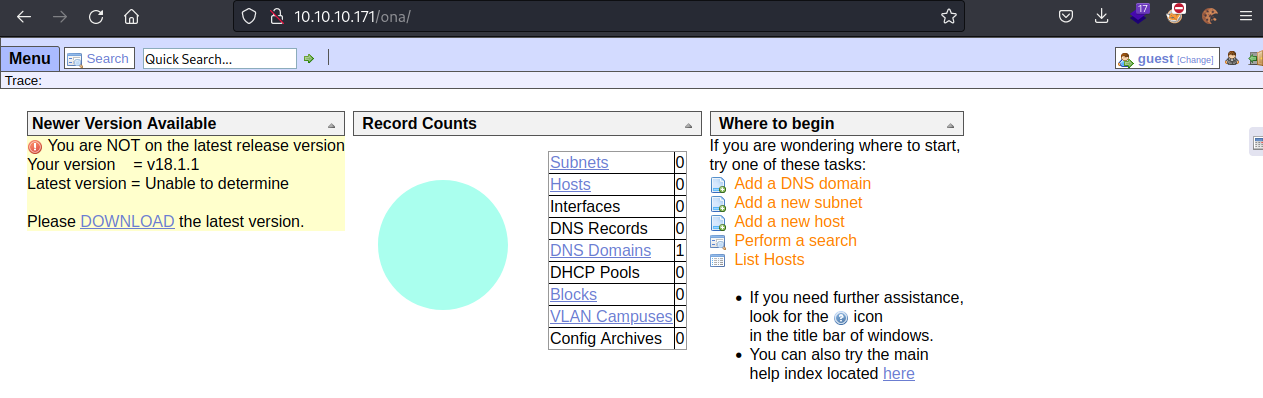 10.10.10.171/ona/
17
Menu Search Quick Search... guest [Change]
Trace:
Newer Version Available
You are NOT on the latest release version
Your version = v18.1.1
Latest version = Unable to determine
Please DOWNLOAD the latest version.
Record Counts
Subnets 0
Hosts 0
Interfaces 0
DNS Records 0
DNS Domains 1
DHCP Pools 0
Blocks 0
VLAN Campuses 0
Config Archives 0
Where to begin
If you are wondering where to start,
try one of these tasks:
Add a DNS domain
Add a new subnet
Add a new host
Perform a search
List Hosts
• If you need further assistance,
look for the ? icon
in the title bar of windows.
• You can also try the main
help index located here